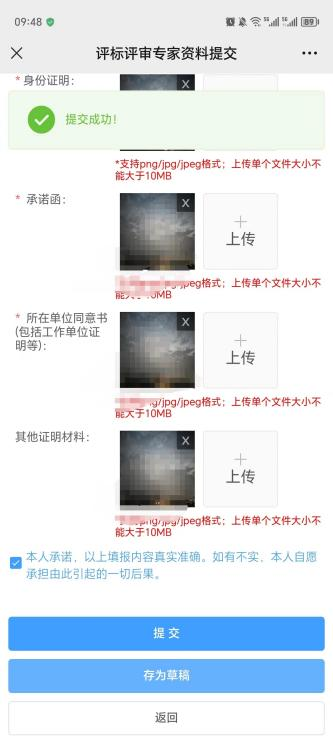 09:48
89
评标评审专家资料提交
* 身份证明：
X
提交成功！
*支持png/jpg/jpeg格式；上传单个文件大小不
能大于10MB
* 承诺函：
X
上传
png/jpg/jpeg格式；上传单个文件大小不
能大于10MB
* 所在单位同意书
(包括工作单位证
明等)：
X
上传
ng/jpg/jpeg格式；上传单个文件大小不
能大于10MB
其他证明材料：
X
上传
png/jpg/jpeg格式；上传单个文件大小不
能大于10MB
本人承诺，以上填报内容真实准确。如有不实，本人自愿
承担由此引起的一切后果。
提 交
存为草稿
返回